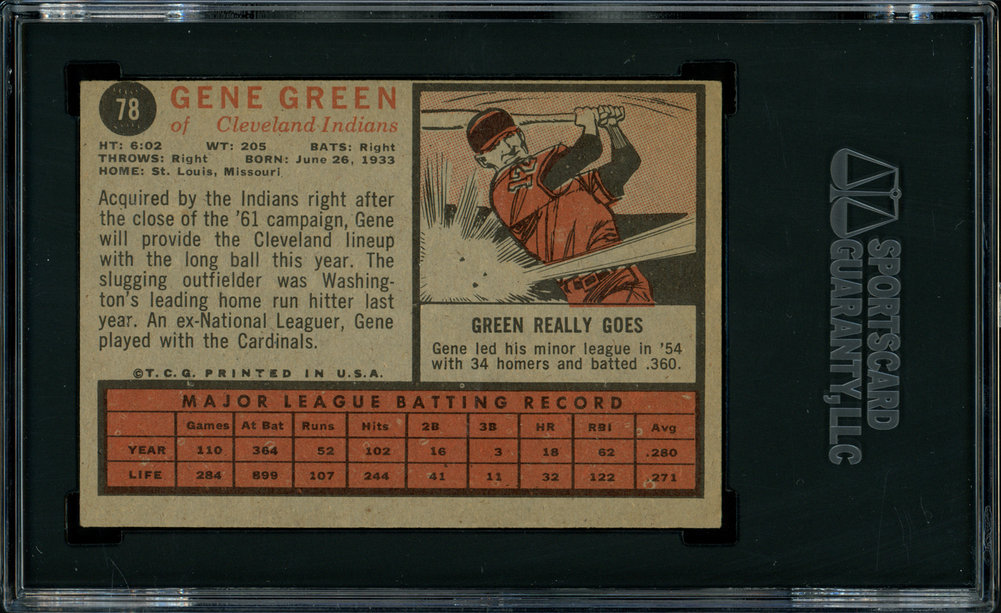 78
GENE GREEN
of Cleveland Indians
HT: 6:02 WT: 205 BATS: Right
THROWS: Right BORN: June 26, 1933
HOME: St. Louis, Missouri
Acquired by the Indians right after
the close of the '61 campaign, Gene
will provide the Cleveland lineup
with the long ball this year. The
slugging outfielder was Washing-
ton's leading home run hitter last
year. An ex-National Leaguer, Gene
played with the Cardinals.
©T.C.G. PRINTED IN U.S.A.
12
GREEN REALLY GOES
Gene led his minor league in '54
with 34 homers and batted .360.
MAJOR LEAGUE BATTING RECORD
Games At Bat Runs Hits 2B 3B HR RBI Avg
YEAR 110 364 52 102 16 3 18 62 .280
LIFE 284 899 107 244 41 11 32 122 .271
SPORTSCARD
GUARANTY, LLC